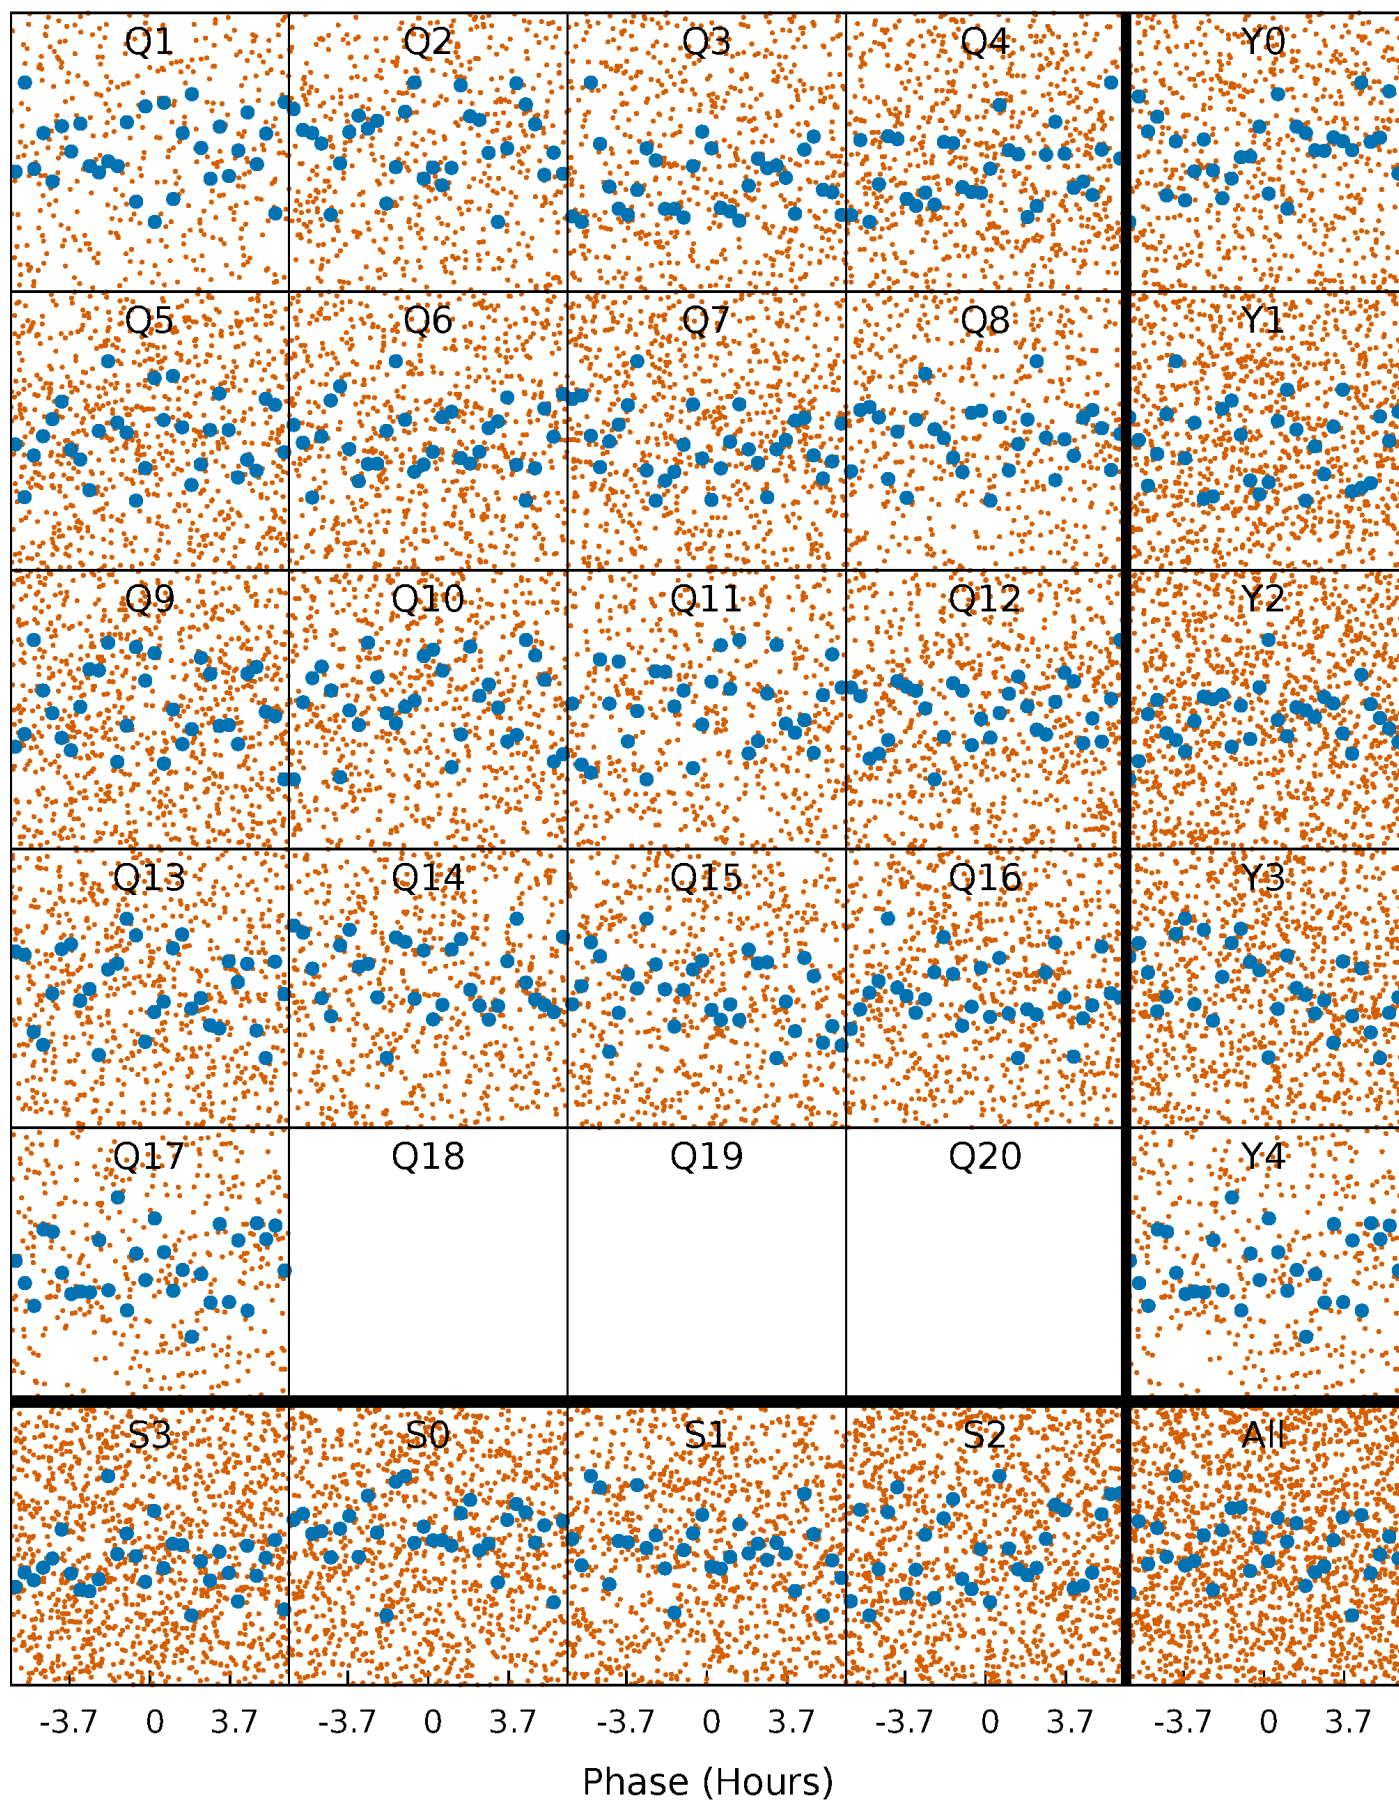 Q1 Q2 Q3 Q4 Y0
Q5 Q6 Q7 Q8 Y1
Q9 Q10 Q11 Q12 Y2
Q13 Q14 Q15 Q16 Y3
Q17 Q18 Q19 Q20 Y4
S3 S0 S1 S2 All
-3.7 0 3.7 -3.7 0 3.7 -3.7 0 3.7 -3.7 0 3.7 -3.7 0 3.7
Phase (Hours)